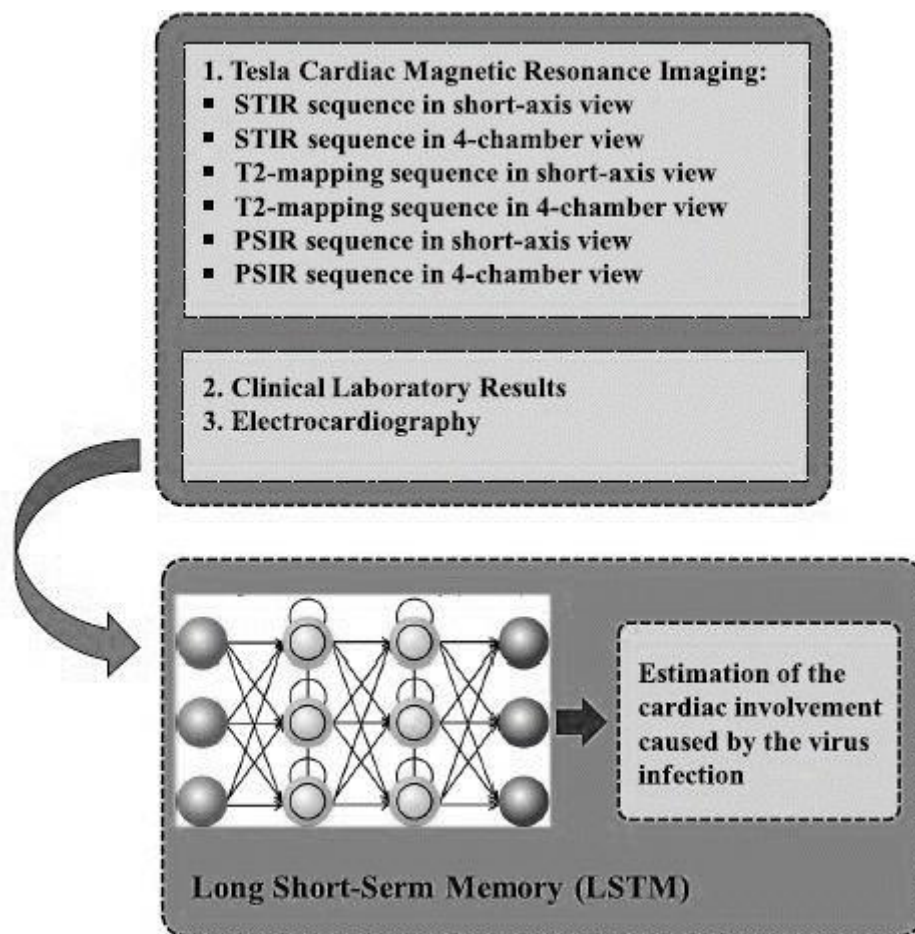 1. Tesla Cardiac Magnetic Resonance Imaging:
▪ STIR sequence in short-axis view
▪ STIR sequence in 4-chamber view
▪ T2-mapping sequence in short-axis view
▪ T2-mapping sequence in 4-chamber view
▪ PSIR sequence in short-axis view
▪ PSIR sequence in 4-chamber view
2. Clinical Laboratory Results
3. Electrocardiography
Estimation of the
cardiac involvement
caused by the virus
infection
Long Short-Serm Memory (LSTM)